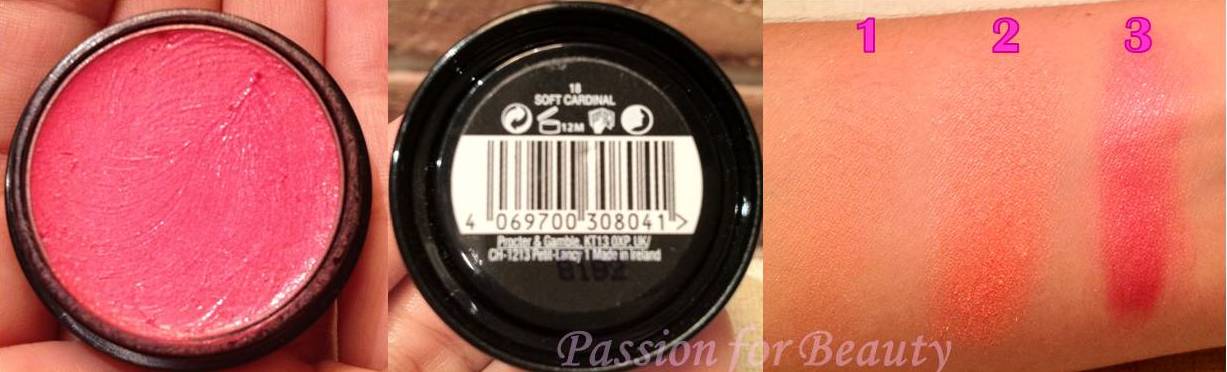 18
SOFT CARDINAL
12M
4 069700 308041 >
Procter & Gamble, KT13 0XP, UK/
CH-1213 Petit-Lancy 1 Made in Ireland
1 2 3
Passion for Beauty